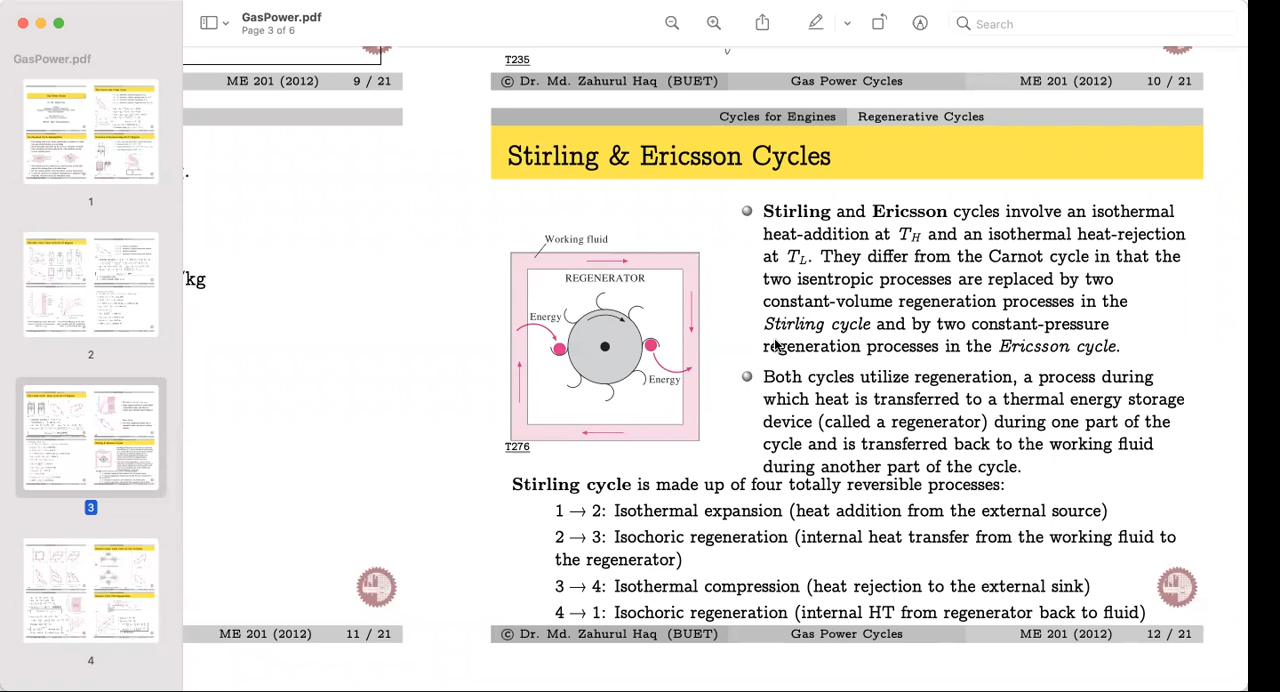 GasPower.pdf
Page 3 of 6
Search
GasPower.pdf
1
2
3
4
T235
v
ME 201 (2012) 9 / 21
© Dr. Md. Zahurul Haq (BUET) Gas Power Cycles ME 201 (2012) 10 / 21
Cycles for Engines Regenerative Cycles
Stirling & Ericsson Cycles
.
/kg
Working fluid
REGENERATOR
Energy
Energy
T276
Stirling and Ericsson cycles involve an isothermal
heat-addition at T_H and an isothermal heat-rejection
at T_L. They differ from the Carnot cycle in that the
two isentropic processes are replaced by two
constant-volume regeneration processes in the
Stirling cycle and by two constant-pressure
regeneration processes in the Ericsson cycle.
Both cycles utilize regeneration, a process during
which heat is transferred to a thermal energy storage
device (called a regenerator) during one part of the
cycle and is transferred back to the working fluid
during another part of the cycle.
Stirling cycle is made up of four totally reversible processes:
1 → 2: Isothermal expansion (heat addition from the external source)
2 → 3: Isochoric regeneration (internal heat transfer from the working fluid to
the regenerator)
3 → 4: Isothermal compression (heat rejection to the external sink)
4 → 1: Isochoric regeneration (internal HT from regenerator back to fluid)
ME 201 (2012) 11 / 21
© Dr. Md. Zahurul Haq (BUET) Gas Power Cycles ME 201 (2012) 12 / 21